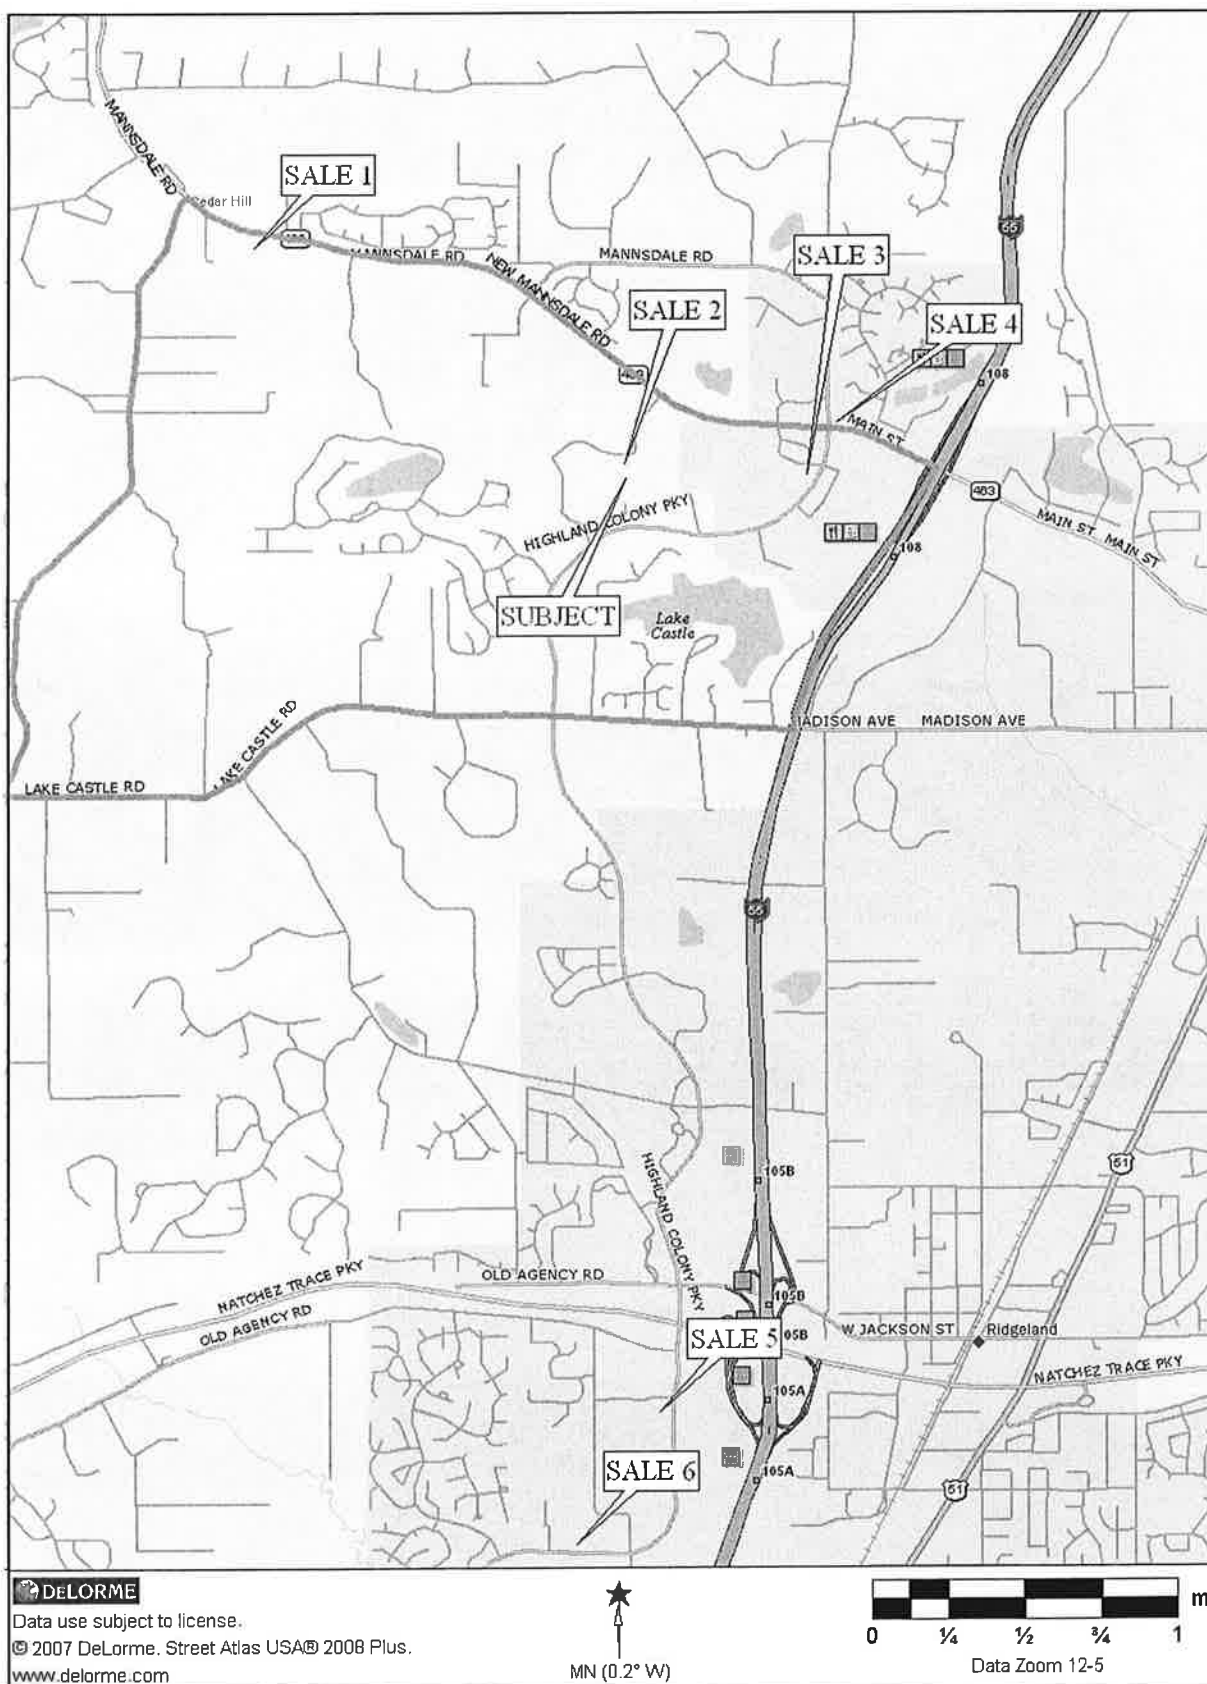 MANNSDALE RD
SALE 1
Cedar Hill
MANNSDALE RD
NEW MANNSDALE RD
MANNSDALE RD
SALE 3
55
SALE 2
SALE 4
108
463
MAIN ST
463
HIGHLAND COLONY PKY
MAIN ST
MAIN ST
108
SUBJECT
Lake
Castle
LAKE CASTLE RD
MADISON AVE
LAKE CASTLE RD
55
HIGHLAND COLONY PKY
105B
51
OLD AGENCY RD
NATCHEZ TRACE PKY
OLD AGENCY RD
105B
W JACKSON ST
Ridgeland
SALE 5
105B
NATCHEZ TRACE PKY
105A
SALE 6
105A
51
DELORME
Data use subject to license.
© 2007 DeLorme. Street Atlas USA® 2008 Plus.
www.delorme.com
MN (0.2° W)
0 ¼ ½ ¾ 1
Data Zoom 12-5